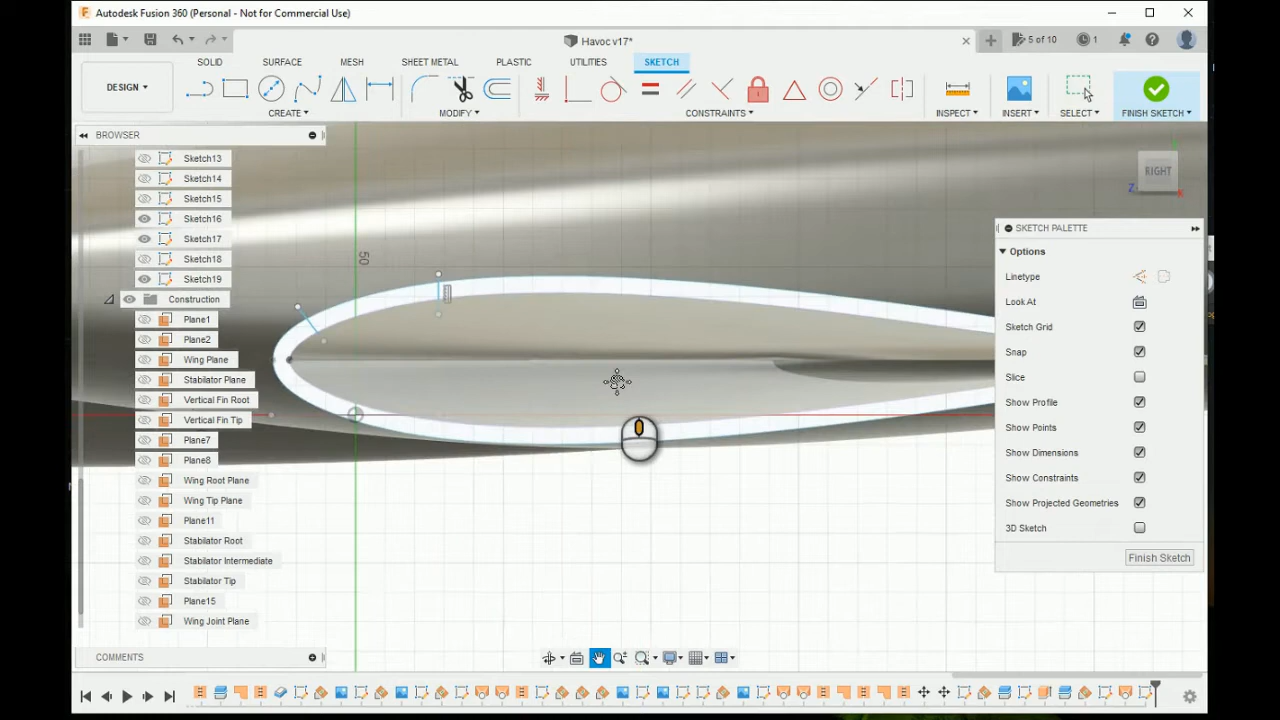 Autodesk Fusion 360 (Personal - Not for Commercial Use)
Havoc v17*
5 of 10
1
SOLID
SURFACE
MESH
SHEET METAL
PLASTIC
UTILITIES
SKETCH
DESIGN
CREATE
MODIFY
CONSTRAINTS
INSPECT
INSERT
SELECT
FINISH SKETCH
BROWSER
Sketch13
Sketch14
Sketch15
Sketch16
Sketch17
Sketch18
Sketch19
Construction
Plane1
Plane2
Wing Plane
Stabilator Plane
Vertical Fin Root
Vertical Fin Tip
Plane7
Plane8
Wing Root Plane
Wing Tip Plane
Plane11
Stabilator Root
Stabilator Intermediate
Stabilator Tip
Plane15
Wing Joint Plane
COMMENTS
50
RIGHT
Z
X
SKETCH PALETTE
Options
Linetype
Look At
Sketch Grid
Snap
Slice
Show Profile
Show Points
Show Dimensions
Show Constraints
Show Projected Geometries
3D Sketch
Finish Sketch